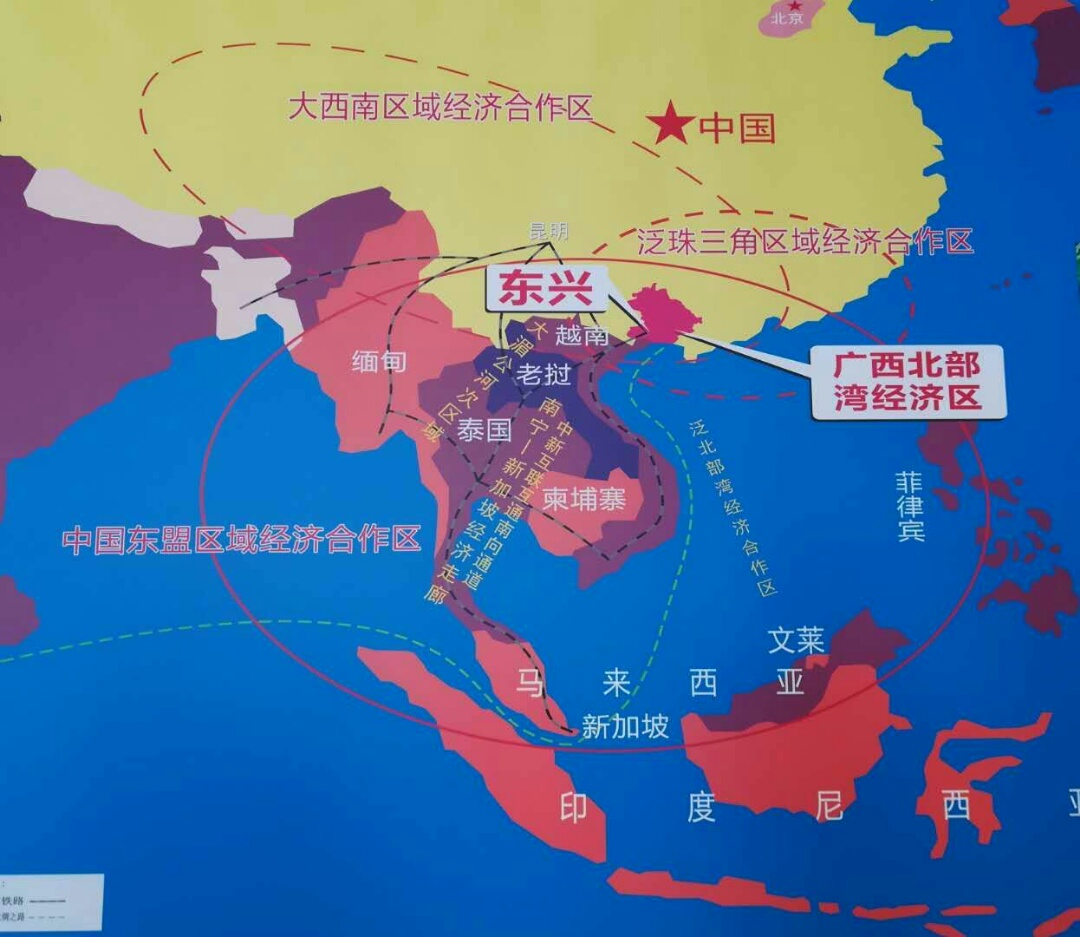 北京
大西南区域经济合作区
中国
昆明
泛珠三角区域经济合作区
东兴
越南
广西北部
湾经济区
缅甸
老挝
大湄公河次区域
泰国
南宁—新加坡经济走廊
中新互联互通南向通道
柬埔寨
泛北部湾经济合作区
菲律宾
中国东盟区域经济合作区
文莱
马来西亚
新加坡
印度尼西亚
铁路
之路